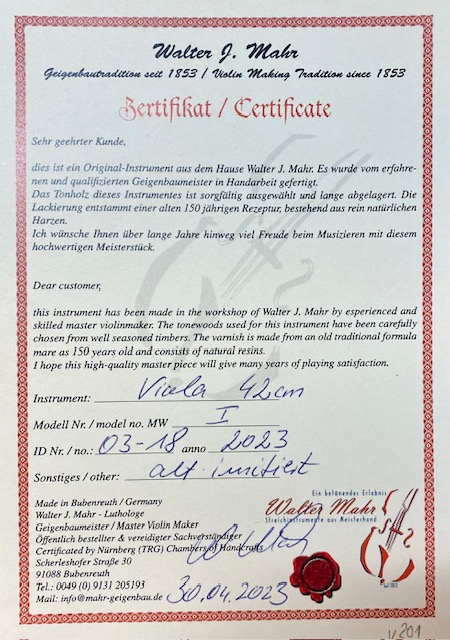 Walter J. Mahr
Geigenbautradition seit 1853 / Violin Making Tradition since 1853
Zertifikat / Certificate
Sehr geehrter Kunde,
dies ist ein Original-Instrument aus dem Hause Walter J. Mahr. Es wurde vom erfahre-
nen und qualifizierten Geigenbaumeister in Handarbeit gefertigt.
Das Tonholz dieses Instrumentes ist sorgfältig ausgewählt und lange abgelagert. Die
Lackierung entstammt einer alten 150 jährigen Rezeptur, bestehend aus rein natürlichen
Harzen.
Ich wünsche Ihnen über lange Jahre hinweg viel Freude beim Musizieren mit diesem
hochwertigen Meisterstück.
Dear customer,
this instrument has been made in the workshop of Walter J. Mahr by esperienced and
skilled master violinmaker. The tonewoods used for this instrument have been carefully
chosen from well seasoned timbers. The varnish is made from an old traditional formula
mare as 150 years old and consists of natural resins.
I hope this high-quality master piece will give many years of playing satisfaction.
Instrument: Viola 42cm
Modell Nr. / model no. MW I
ID Nr. / no.: 03-18 anno 2023
Sonstiges / other: alt imitiert
Made in Bubenreuth / Germany
Walter J. Mahr - Luthologe
Geigenbaumeister / Master Violin Maker
Öffentlich bestellter & vereidigter Sachverständiger
Certificated by Nürnberg (TRG) Chambers of Handcrafts
Scherleshofer Straße 30
91088 Bubenreuth
Tel.: 0049 (0) 9131 205193
Mail: info@mahr-geigenbau.de 30.04.2023
Ein befonderes Erlebnis
Walter Mahr
Streichinstrumente aus Meisterhand
V201